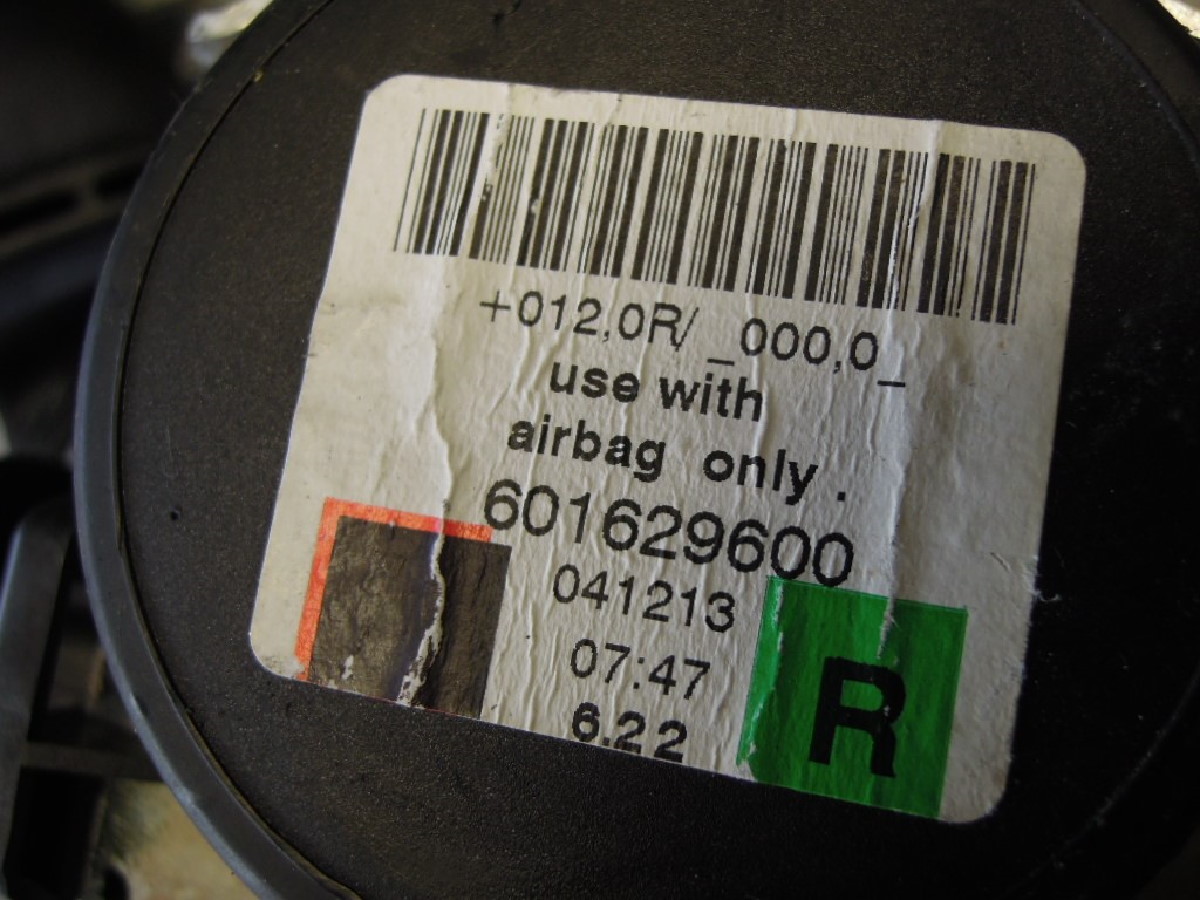 +012,0R/ _000,0_
use with
airbag only .
601629600
041213
07:47
6.22
R